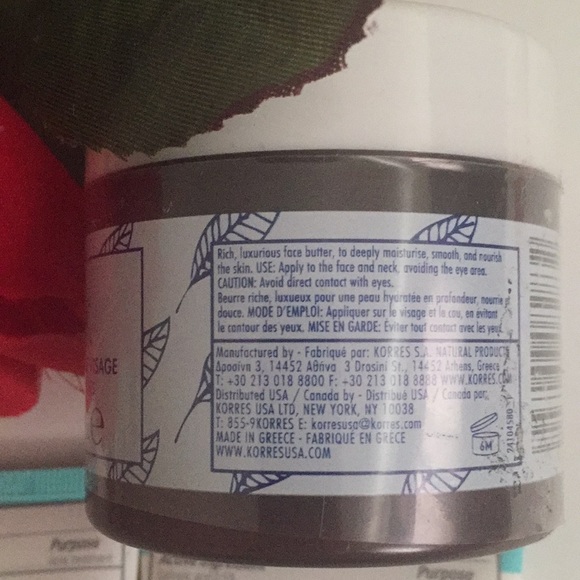 Rich, luxurious face butter, to deeply moisturise, smooth, and nourish
the skin. USE: Apply to the face and neck, avoiding the eye area.
CAUTION: Avoid direct contact with eyes.
Beurre riche, luxueux pour une peau hydratée en profondeur, nourrie et
douce. MODE D'EMPLOI: Appliquer sur le visage et le cou, en évitant
le contour des yeux. MISE EN GARDE: Éviter tout contact avec les yeux.
Manufactured by - Fabriqué par: KORRES S.A. NATURAL PRODUCTS
Δροσίνη 3, 14452 Αθήνα 3 Drosini St., 14452 Athens, Greece
T: +30 213 018 8800 F: +30 213 018 8888 WWW.KORRES.COM
Distributed USA / Canada by - Distribué USA / Canada par:
KORRES USA LTD, NEW YORK, NY 10038
T: 855-9KORRES E: korresusa@korres.com
MADE IN GREECE - FABRIQUÉ EN GRÈCE
WWW.KORRESUSA.COM
6M
24104580
VISAGE
e
Purpose
Purpose